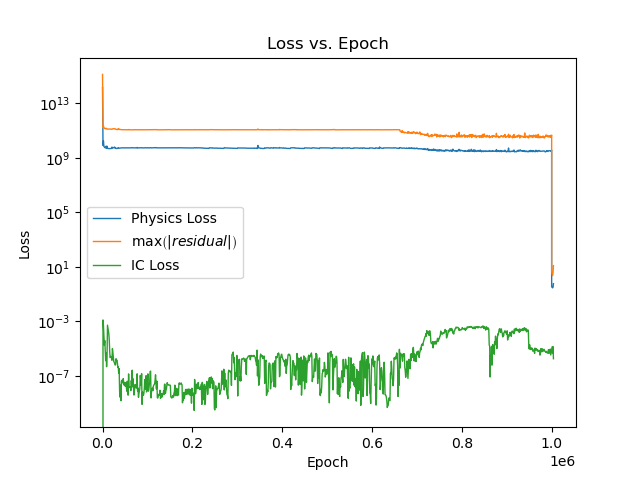 Loss vs. Epoch
Loss
10^13
10^9
10^5
10^1
10^−3
10^−7
Physics Loss
max(|residual|)
IC Loss
0.0 0.2 0.4 0.6 0.8 1.0
1e6
Epoch